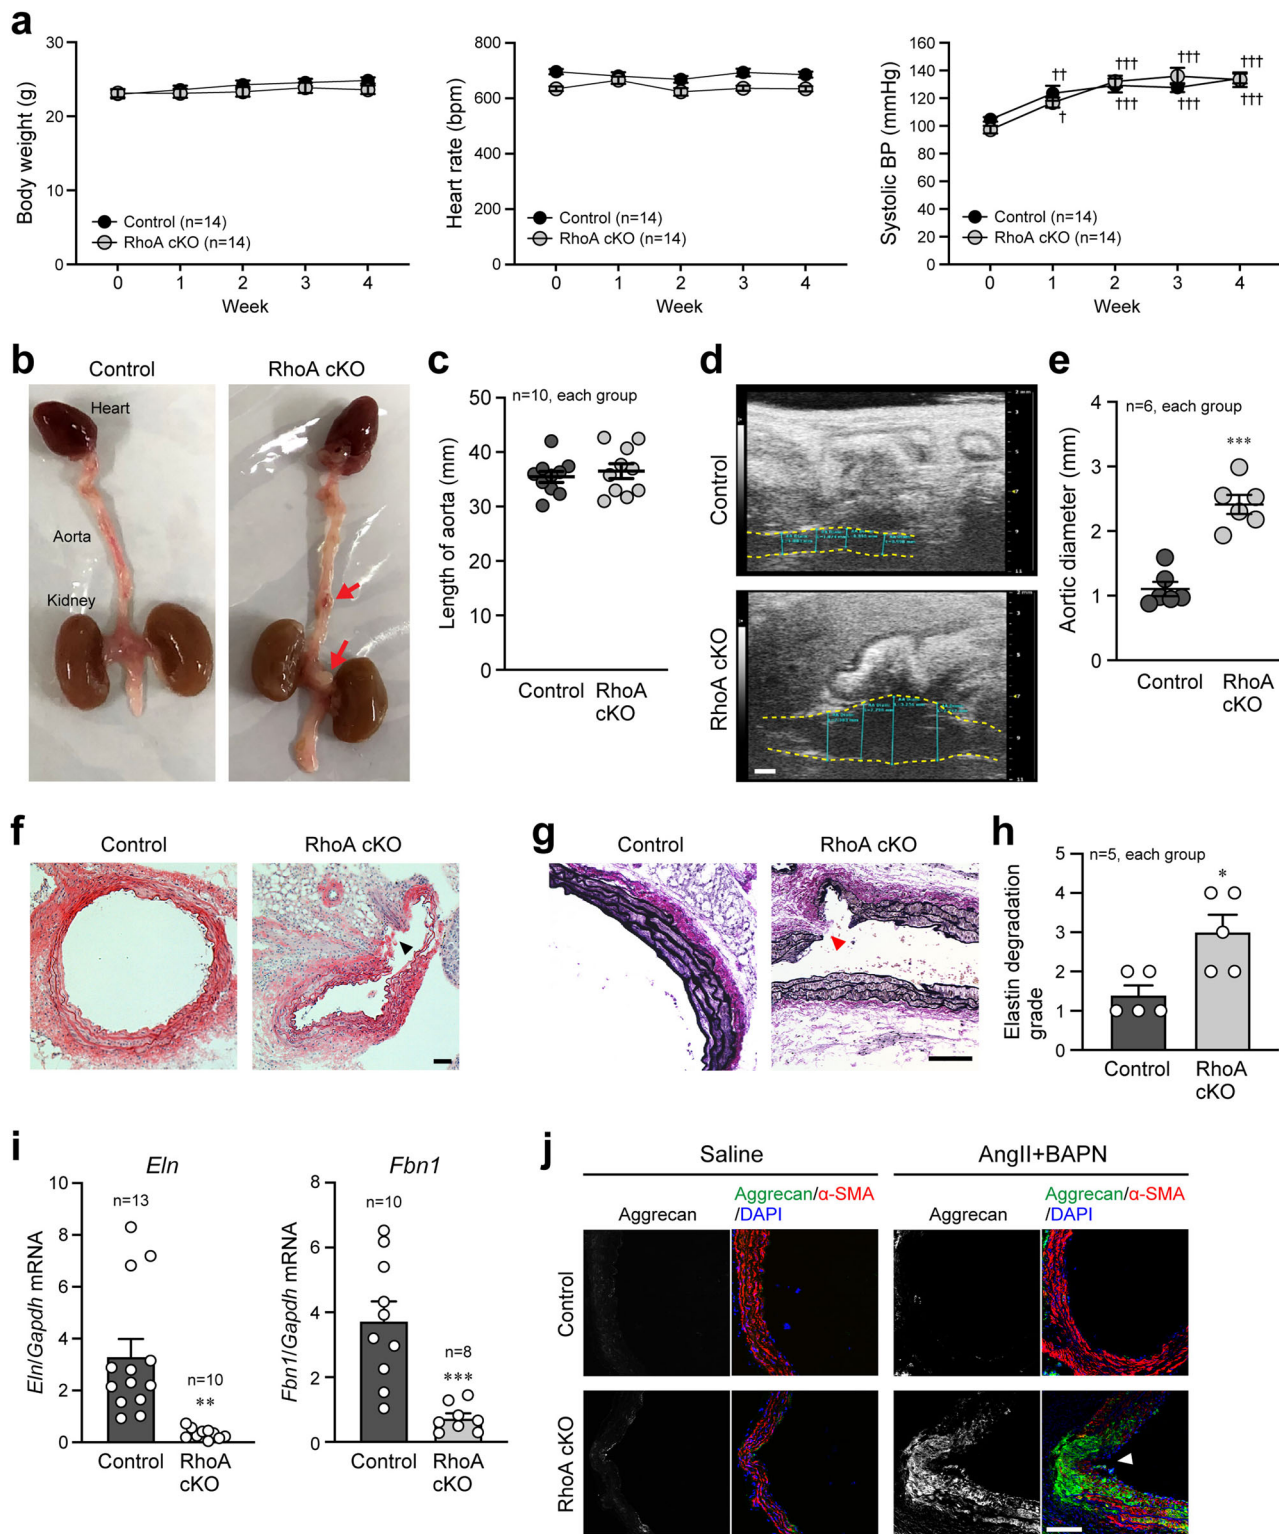 a
30
20
10
0
Body weight (g)
Control (n=14)
RhoA cKO (n=14)
0 1 2 3 4
Week
800
600
400
200
0
Heart rate (bpm)
Control (n=14)
RhoA cKO (n=14)
0 1 2 3 4
Week
160
140
120
100
80
60
40
20
0
Systolic BP (mmHg)
†† ††† ††† †††
† ††† ††† †††
Control (n=14)
RhoA cKO (n=14)
0 1 2 3 4
Week
b
Control
RhoA cKO
Heart
Aorta
Kidney
c
50
40
30
20
10
0
Length of aorta (mm)
n=10, each group
Control
RhoA
cKO
d
Control
RhoA cKO
e
4
3
2
1
0
Aortic diameter (mm)
n=6, each group
***
Control
RhoA
cKO
f
Control
RhoA cKO
g
Control
RhoA cKO
h
5
4
3
2
1
0
Elastin degradation
grade
n=5, each group
*
Control
RhoA
cKO
i
Eln
8
6
4
2
0
Eln/Gapdh mRNA
n=13
n=10
**
Control
RhoA
cKO
Fbn1
8
6
4
2
0
Fbn1/Gapdh mRNA
n=10
n=8
***
Control
RhoA
cKO
j
Saline
AngII+BAPN
Aggrecan
Aggrecan/α-SMA
/DAPI
Aggrecan
Aggrecan/α-SMA
/DAPI
Control
RhoA cKO